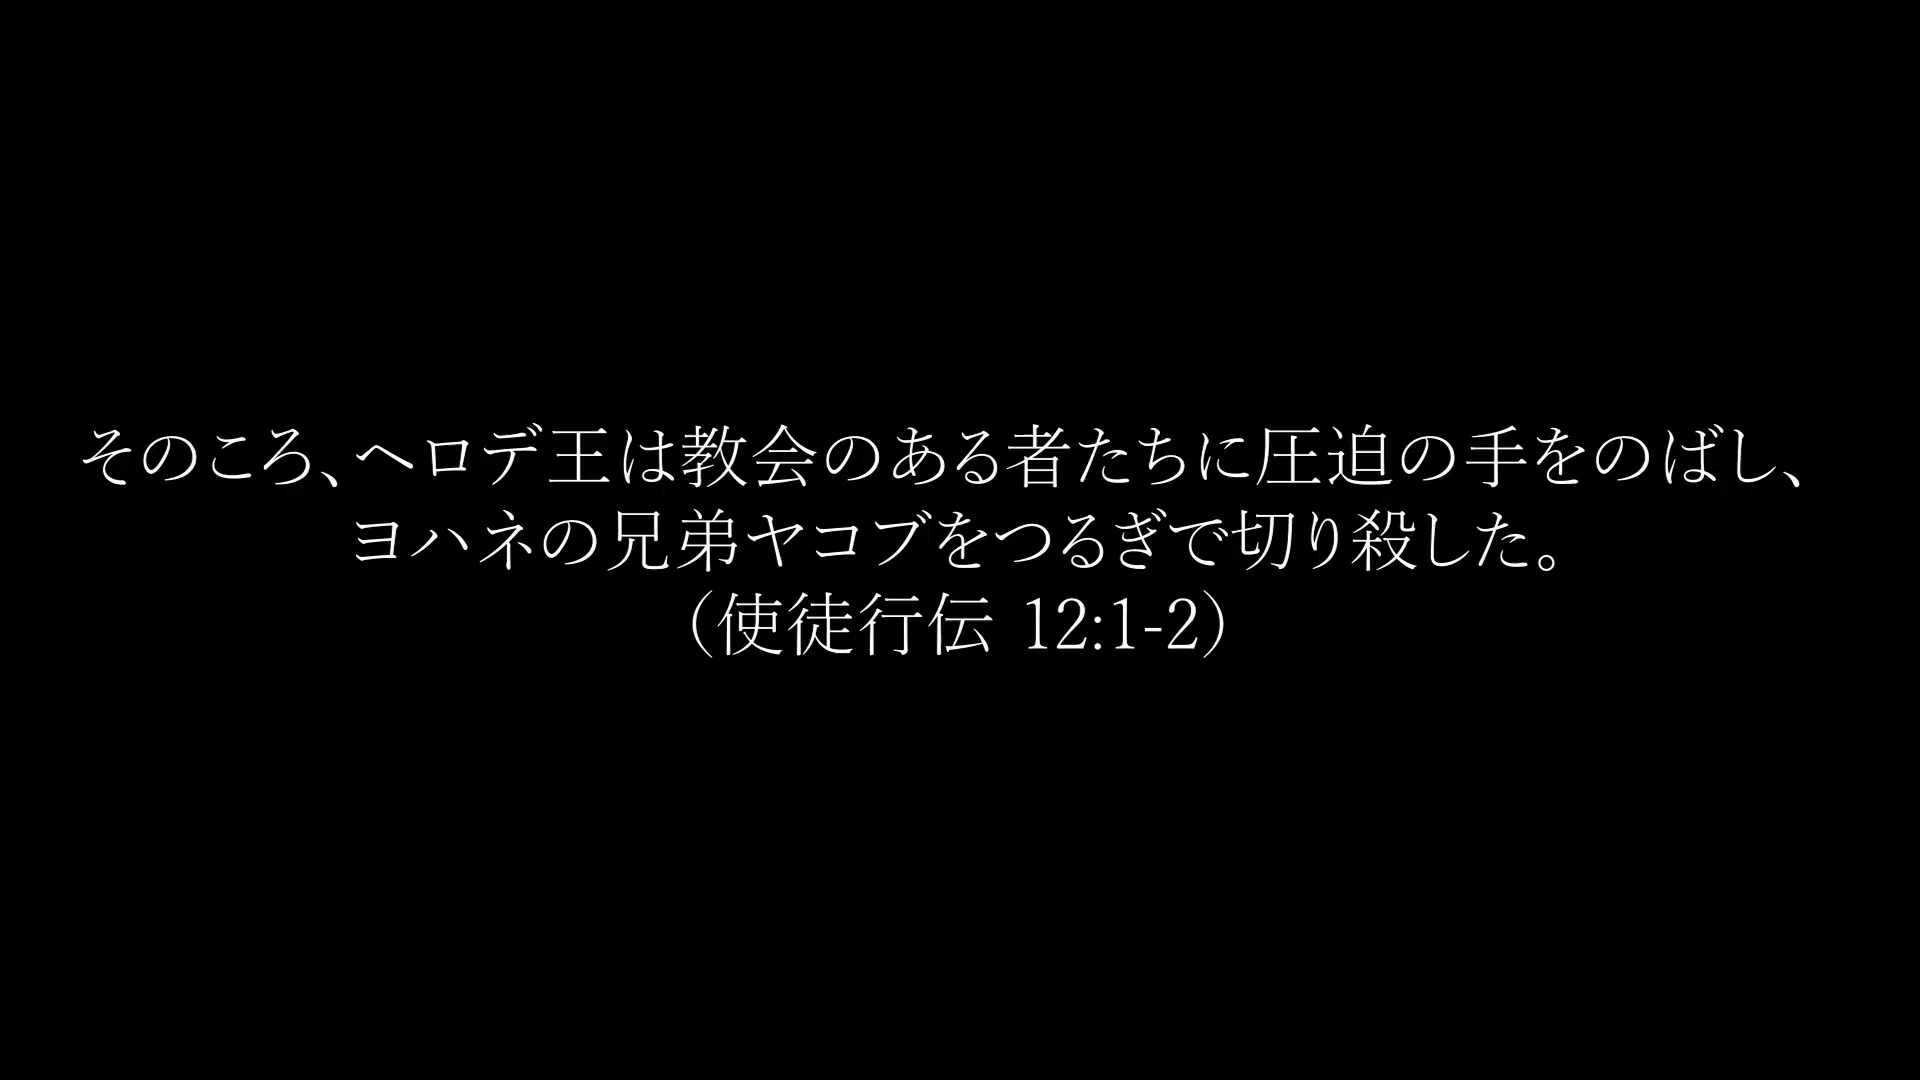 そのころ、ヘロデ王は教会のある者たちに圧迫の手をのばし、
ヨハネの兄弟ヤコブをつるぎで切り殺した。
（使徒行伝 12:1-2）